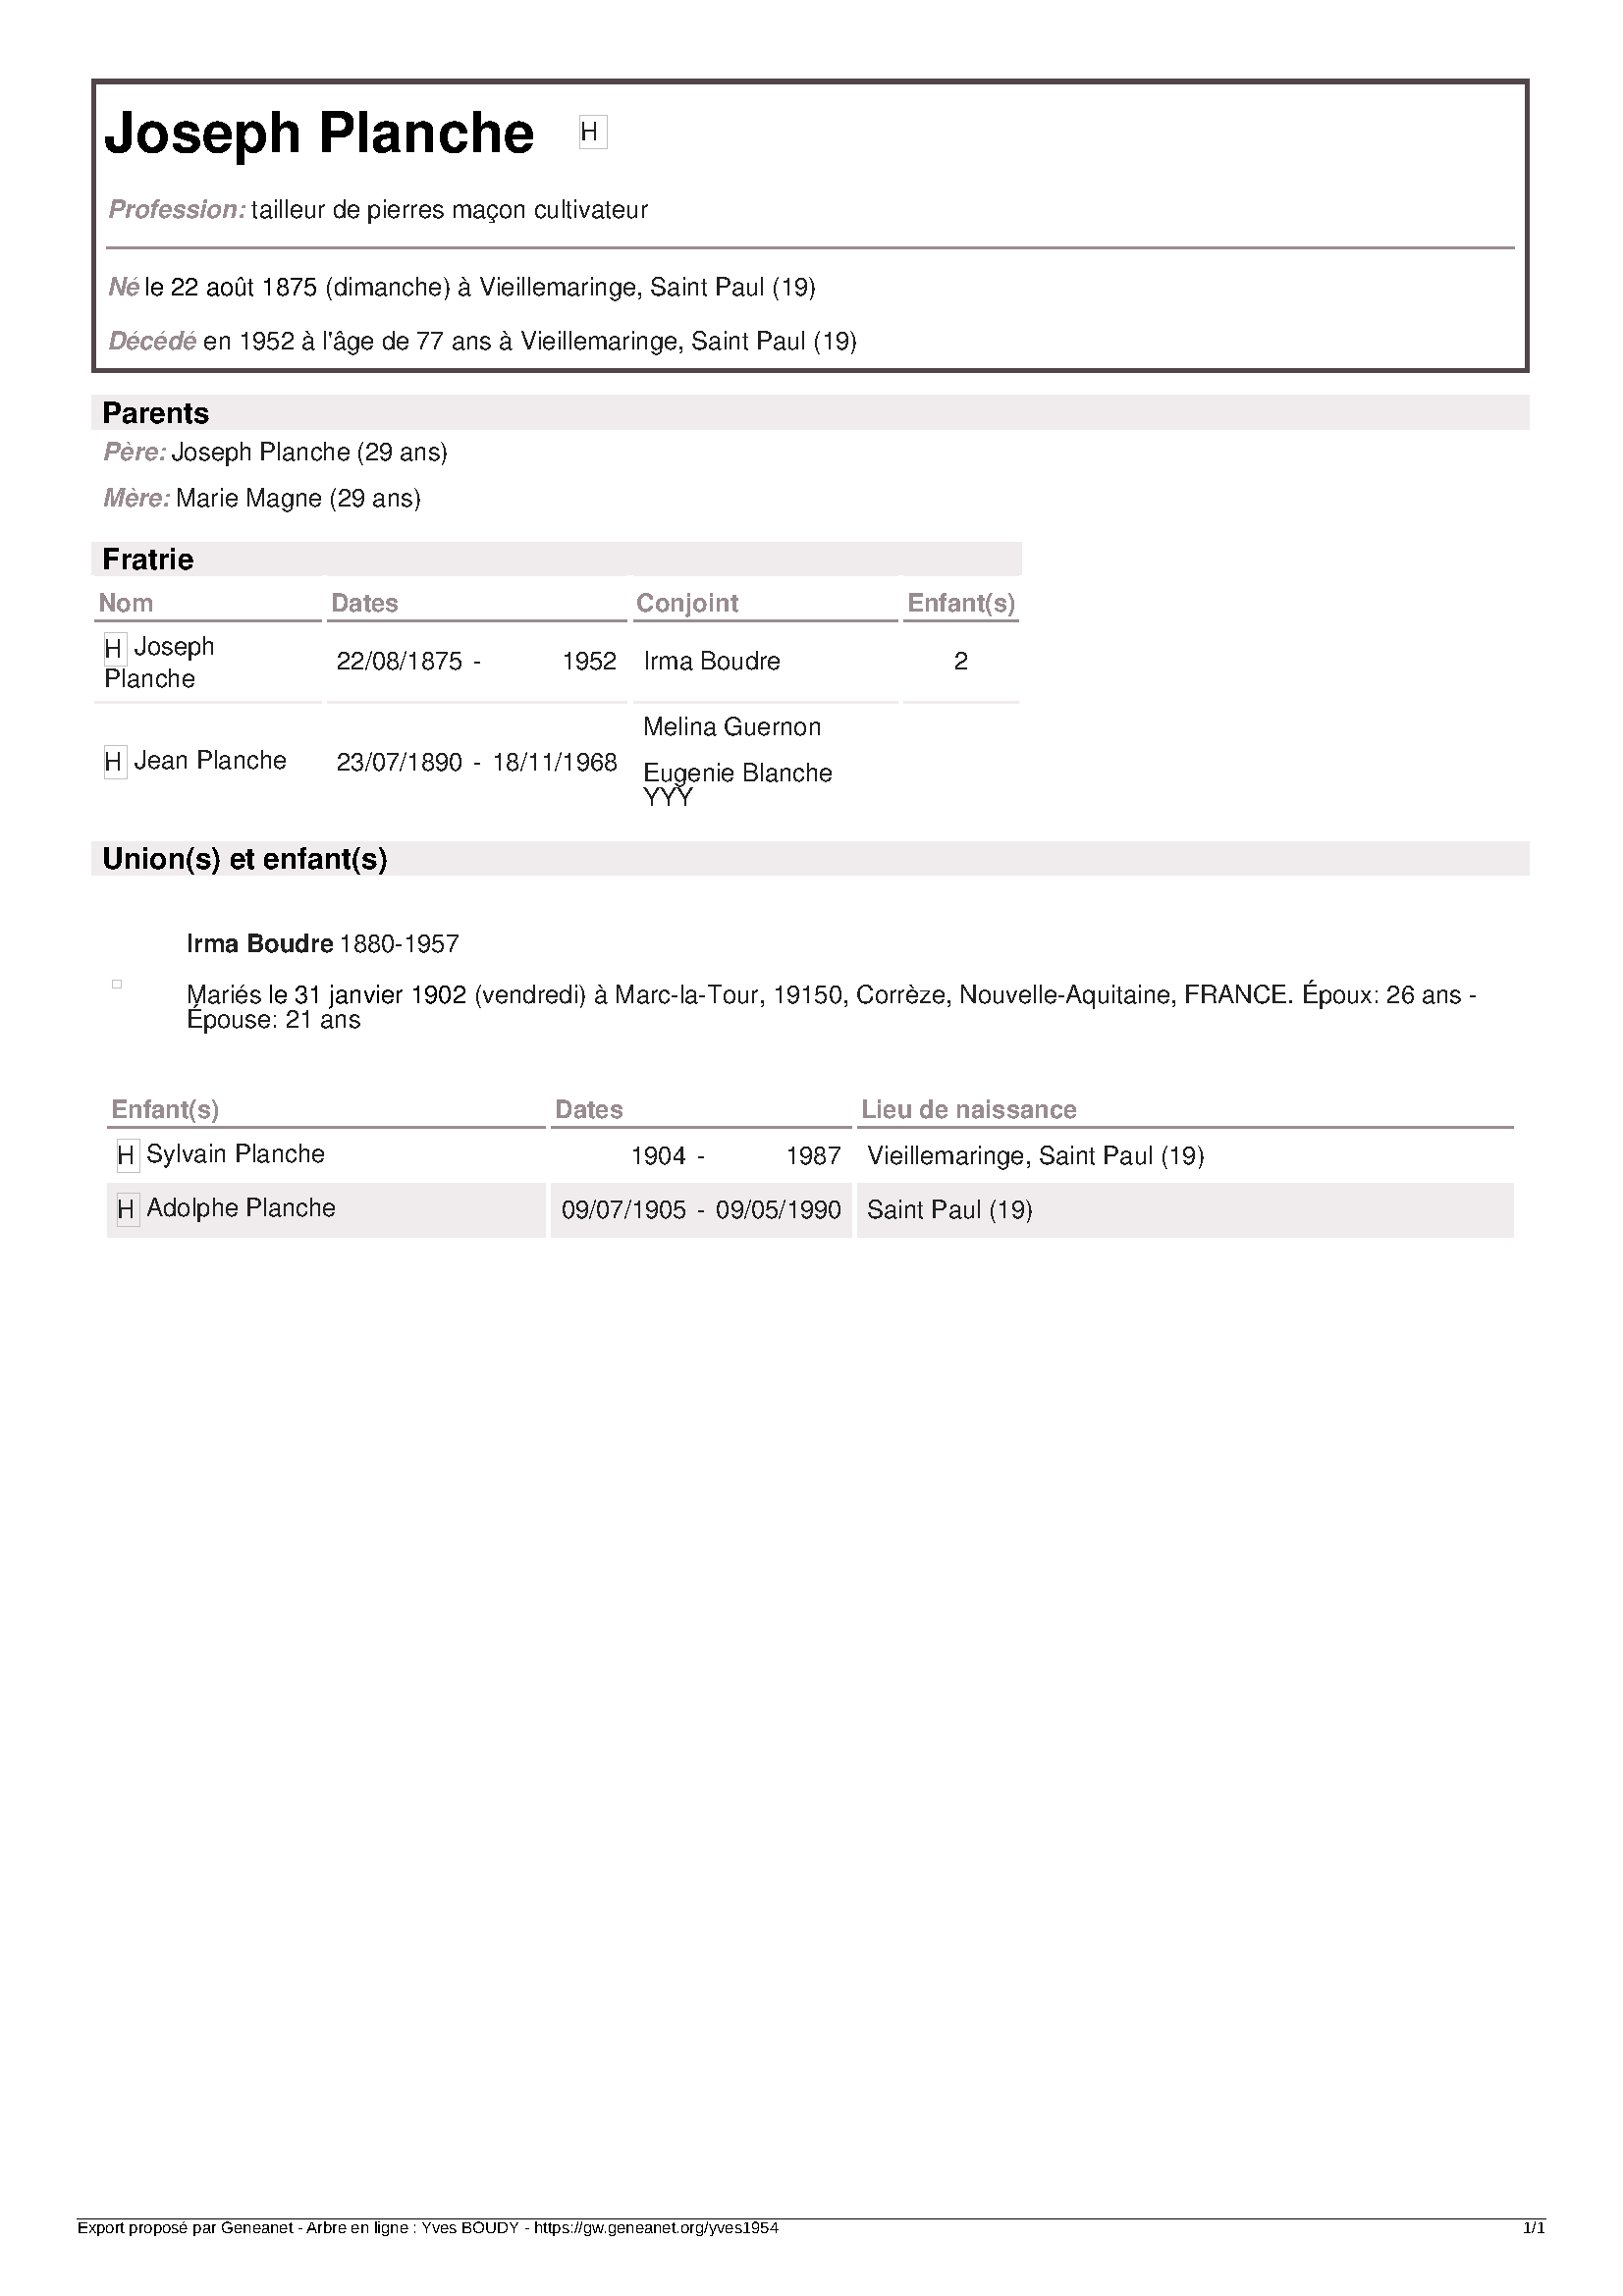 Joseph Planche H
Profession: tailleur de pierres maçon cultivateur
Né le 22 août 1875 (dimanche) à Vieillemaringe, Saint Paul (19)
Décédé en 1952 à l'âge de 77 ans à Vieillemaringe, Saint Paul (19)
Parents
Père: Joseph Planche (29 ans)
Mère: Marie Magne (29 ans)
Fratrie
Nom Dates Conjoint Enfant(s)
H Joseph
Planche
22/08/1875 - 1952 Irma Boudre 2
Melina Guernon
H Jean Planche 23/07/1890 - 18/11/1968
Eugenie Blanche
YYY
Union(s) et enfant(s)
Irma Boudre 1880-1957
Mariés le 31 janvier 1902 (vendredi) à Marc-la-Tour, 19150, Corrèze, Nouvelle-Aquitaine, FRANCE. Époux: 26 ans -
Épouse: 21 ans
Enfant(s) Dates Lieu de naissance
H Sylvain Planche 1904 - 1987 Vieillemaringe, Saint Paul (19)
H Adolphe Planche 09/07/1905 - 09/05/1990 Saint Paul (19)
Export proposé par Geneanet - Arbre en ligne : Yves BOUDY - https://gw.geneanet.org/yves1954 1/1